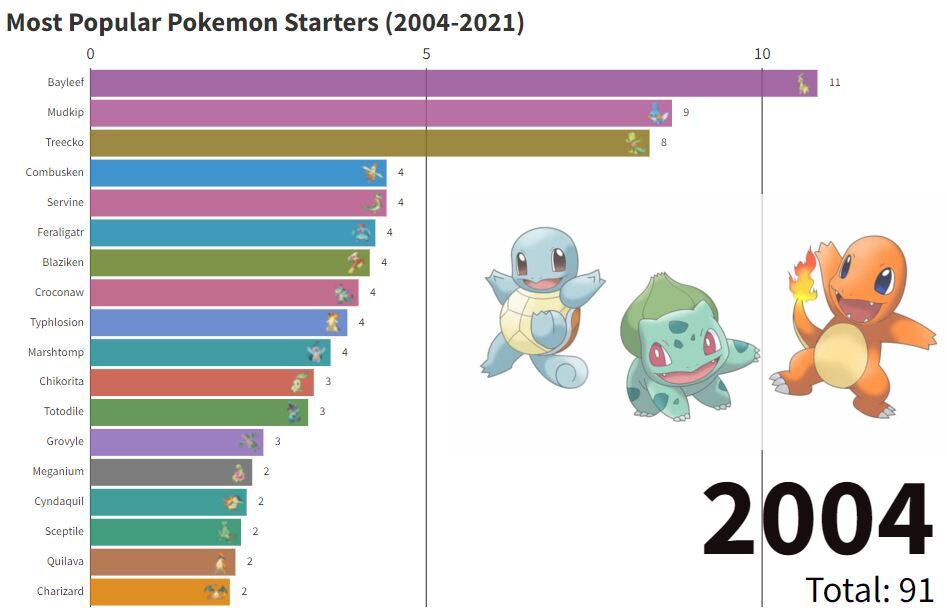 Most Popular Pokemon Starters (2004-2021)
0 5 10
Bayleef 11
Mudkip 9
Treecko 8
Combusken 4
Servine 4
Feraligatr 4
Blaziken 4
Croconaw 4
Typhlosion 4
Marshtomp 4
Chikorita 3
Totodile 3
Grovyle 3
Meganium 2
Cyndaquil 2
Sceptile 2
Quilava 2
Charizard 2
2004
Total: 91